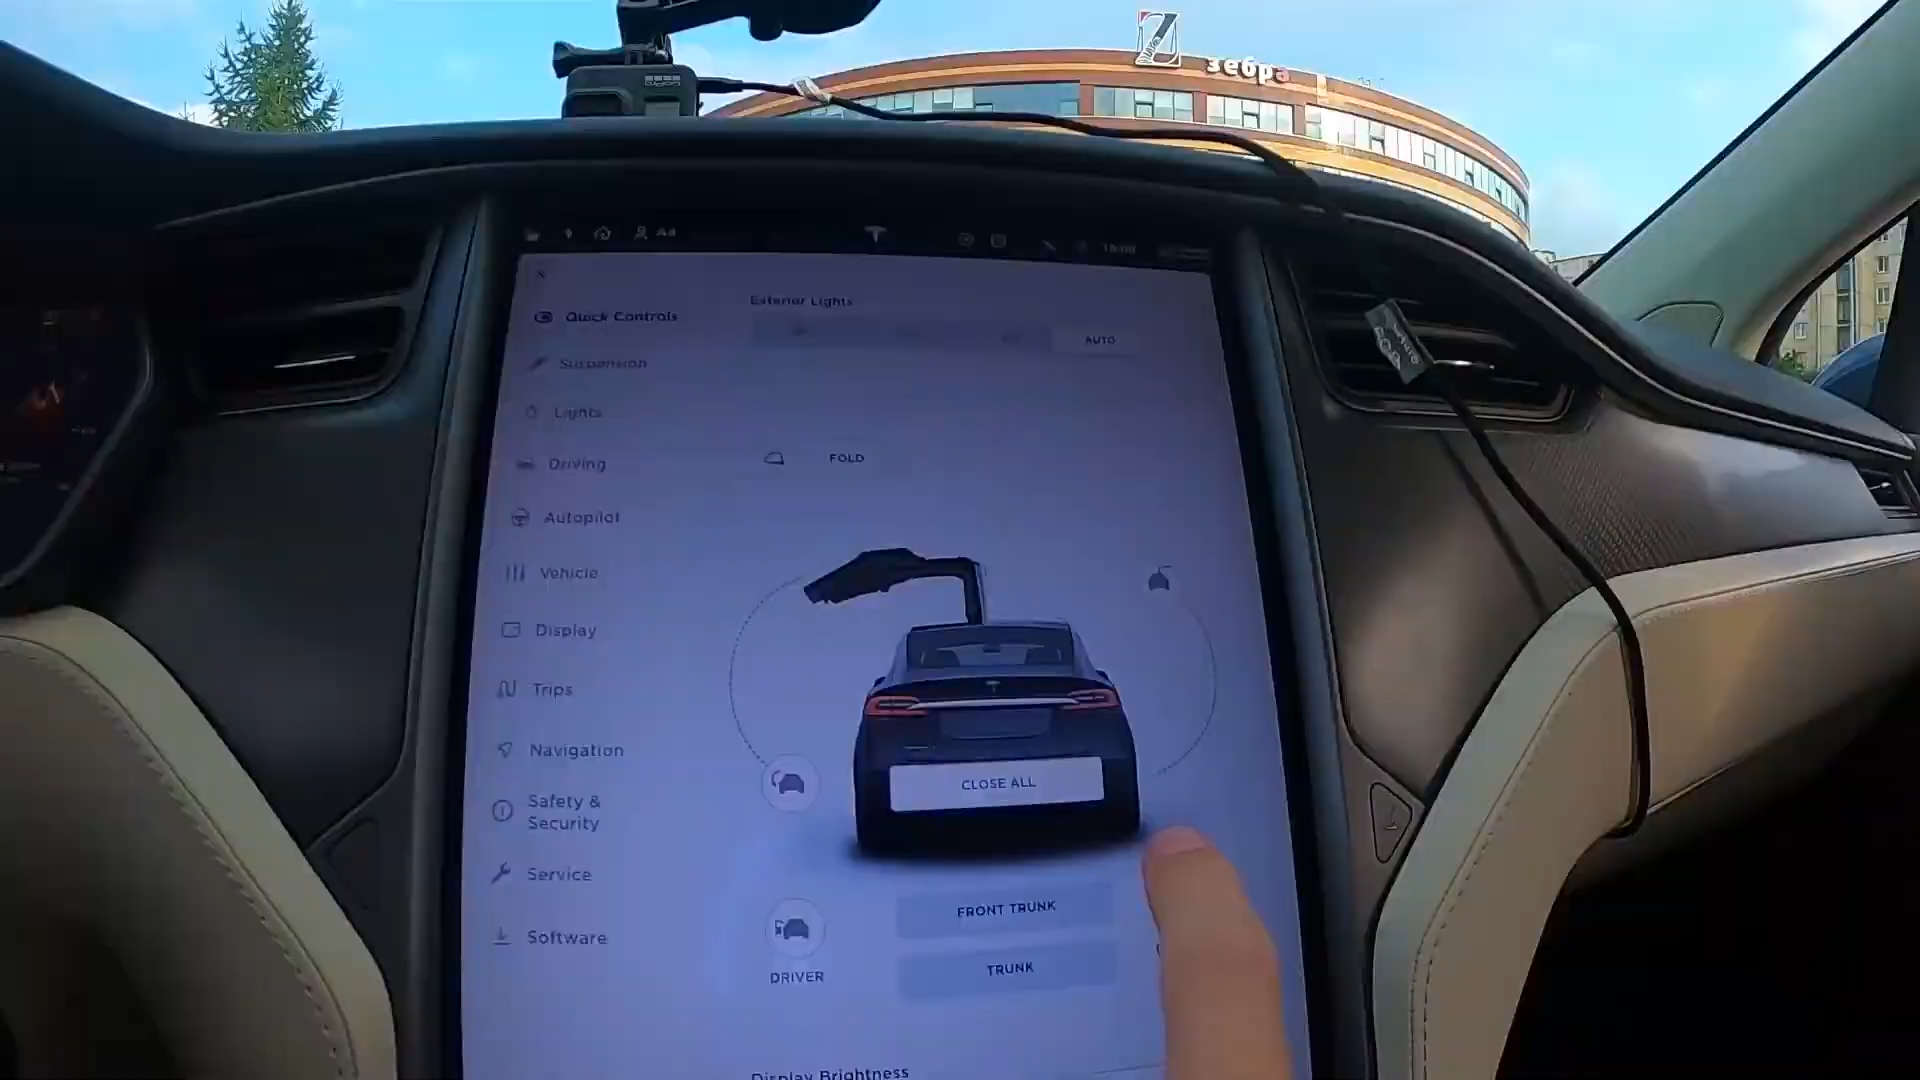 Z
зебра
GoPro
Quick Controls
Suspension
Lights
Driving
Autopilot
Vehicle
Display
Trips
Navigation
Safety &
Security
Service
Software
Exterior Lights
AUTO
FOLD
CLOSE ALL
FRONT TRUNK
TRUNK
DRIVER
Display Brightness